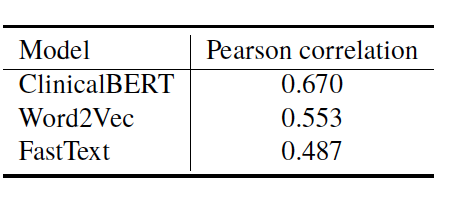 Model Pearson correlation
ClinicalBERT 0.670
Word2Vec 0.553
FastText 0.487